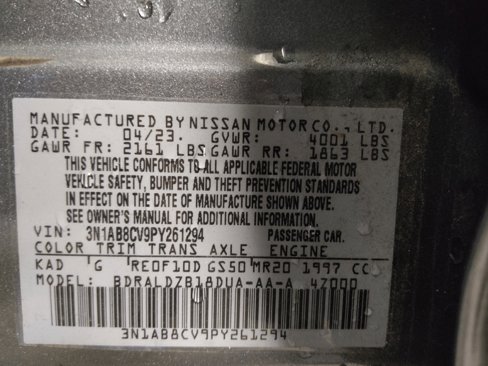 MANUFACTURED BY NISSAN MOTOR CO., LTD.
DATE: 04/23. GVWR: 4001 LBS
GAWR FR: 2161 LBS GAWR RR: 1863 LBS
THIS VEHICLE CONFORMS TO ALL APPLICABLE FEDERAL MOTOR
VEHICLE SAFETY, BUMPER AND THEFT PREVENTION STANDARDS
IN EFFECT ON THE DATE OF MANUFACTURE SHOWN ABOVE.
SEE OWNER'S MANUAL FOR ADDITIONAL INFORMATION.
VIN: 3N1AB8CV9PY261294 PASSENGER CAR.
COLOR TRIM TRANS AXLE ENGINE
KAD G RE0F10D GS50 MR20 1997 CC
MODEL: BDRALDZB18DUA-AA-A 47000
3N1AB8CV9PY261294